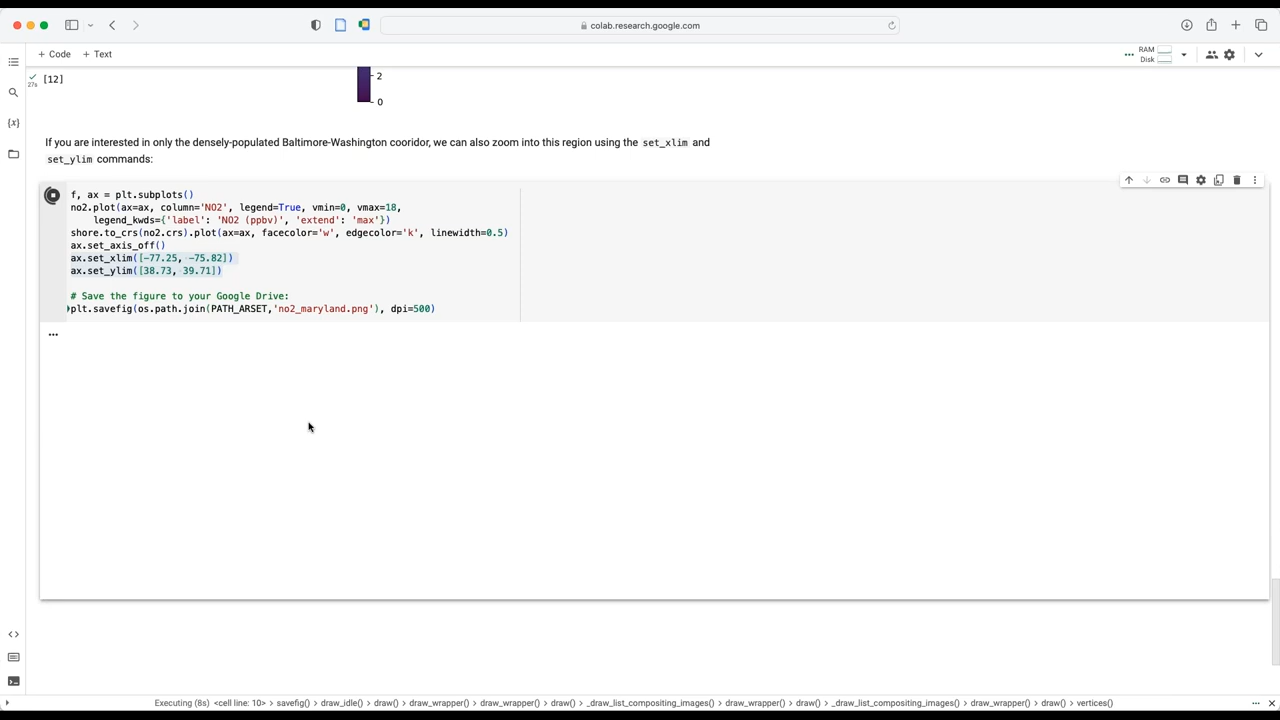 colab.research.google.com
+ Code + Text
RAM
Disk
27s
[12]
2
0
If you are interested in only the densely-populated Baltimore-Washington cooridor, we can also zoom into this region using the set_xlim and
set_ylim commands:
f, ax = plt.subplots()
no2.plot(ax=ax, column='NO2', legend=True, vmin=0, vmax=18,
legend_kwds={'label': 'NO2 (ppbv)', 'extend': 'max'})
shore.to_crs(no2.crs).plot(ax=ax, facecolor='w', edgecolor='k', linewidth=0.5)
ax.set_axis_off()
ax.set_xlim([-77.25, -75.82])
ax.set_ylim([38.73, 39.71])
# Save the figure to your Google Drive:
plt.savefig(os.path.join(PATH_ARSET,'no2_maryland.png'), dpi=500)
Executing (8s) <cell line: 10> > savefig() > draw_idle() > draw() > draw_wrapper() > draw_wrapper() > draw() > _draw_list_compositing_images() > draw_wrapper() > draw() > _draw_list_compositing_images() > draw_wrapper() > draw() > vertices()